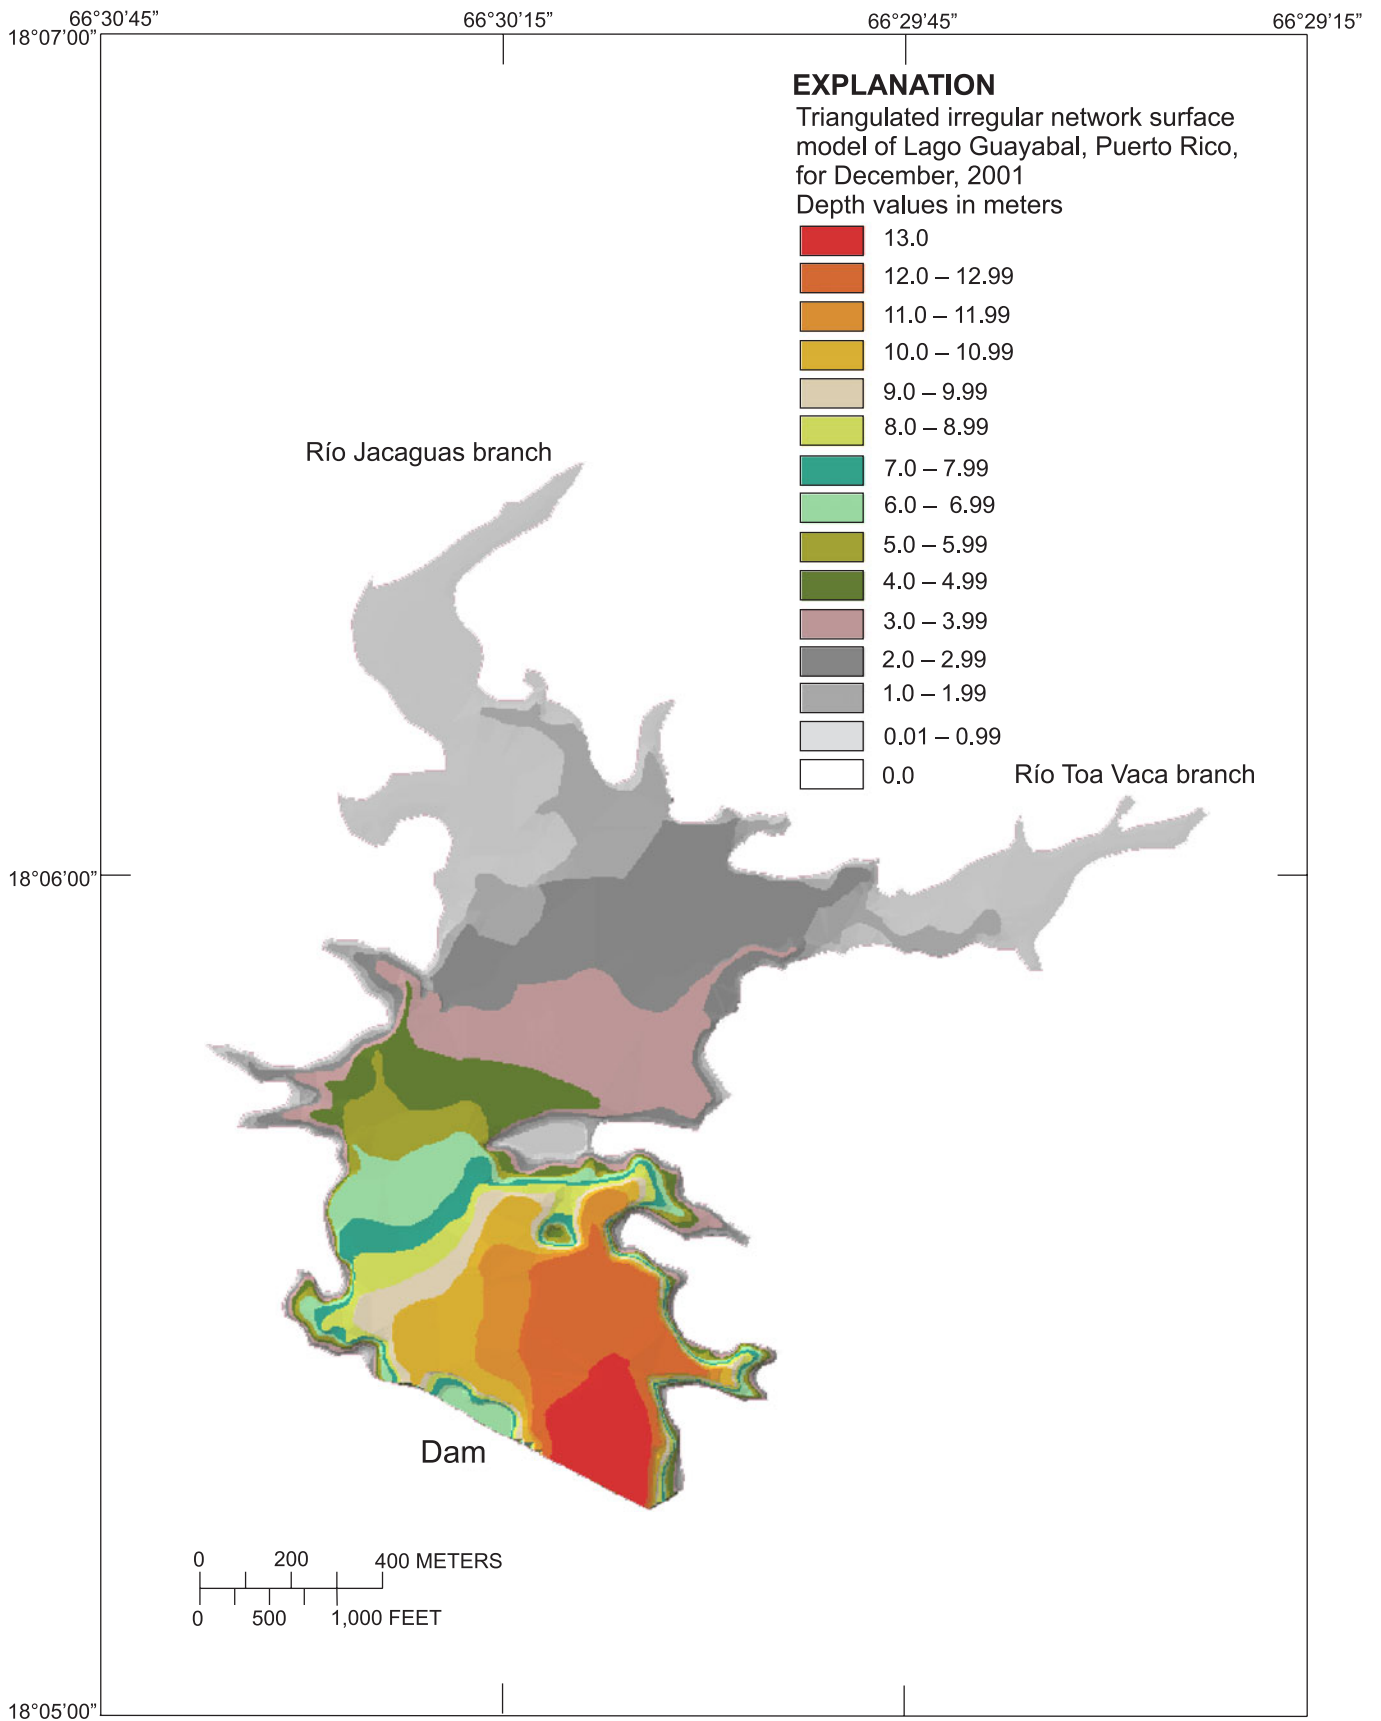 66°30’45”
66°30’15”
66°29’45”
66°29’15”
18°07’00”
EXPLANATION
Triangulated irregular network surface
model of Lago Guayabal, Puerto Rico,
for December, 2001
Depth values in meters
13.0
12.0 – 12.99
11.0 – 11.99
10.0 – 10.99
9.0 – 9.99
8.0 – 8.99
7.0 – 7.99
6.0 – 6.99
5.0 – 5.99
4.0 – 4.99
3.0 – 3.99
2.0 – 2.99
1.0 – 1.99
0.01 – 0.99
0.0
Río Jacaguas branch
Río Toa Vaca branch
18°06’00”
Dam
0 200 400 METERS
0 500 1,000 FEET
18°05’00”